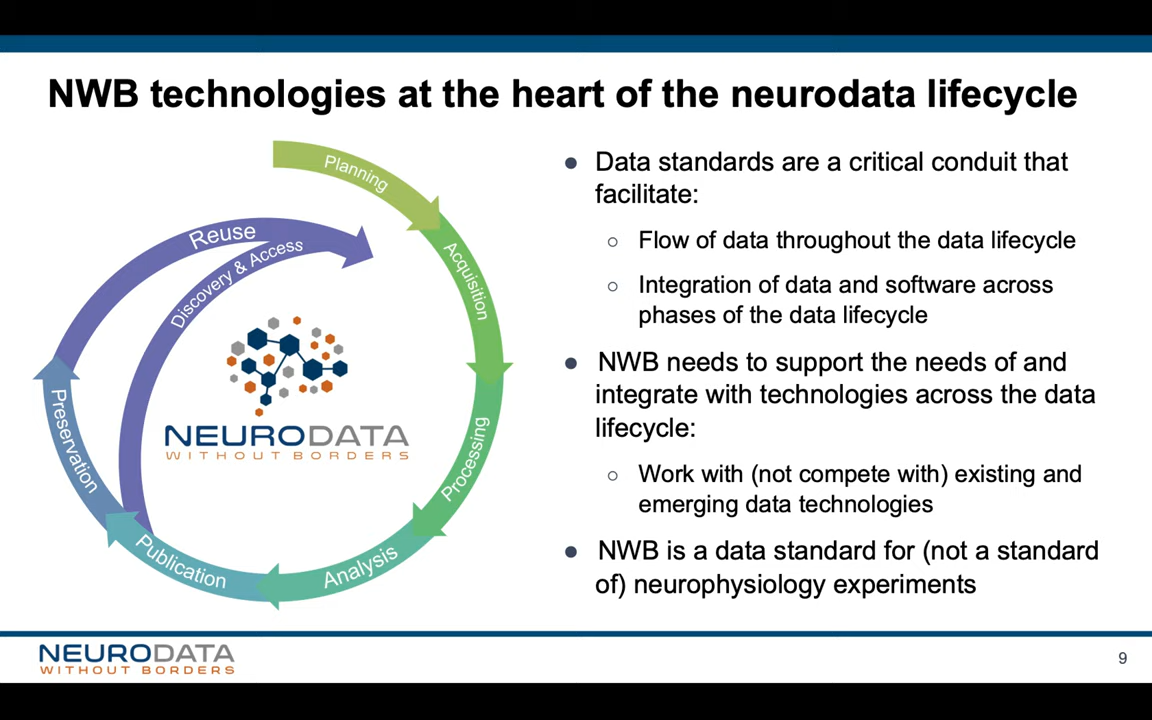 NWB technologies at the heart of the neurodata lifecycle
Planning
Acquisition
Processing
Analysis
Publication
Preservation
Reuse
Discovery & Access
NEURODATA
WITHOUT BORDERS
● Data standards are a critical conduit that
facilitate:
○ Flow of data throughout the data lifecycle
○ Integration of data and software across
phases of the data lifecycle
● NWB needs to support the needs of and
integrate with technologies across the data
lifecycle:
○ Work with (not compete with) existing and
emerging data technologies
● NWB is a data standard for (not a standard
of) neurophysiology experiments
NEURODATA
WITHOUT BORDERS
9